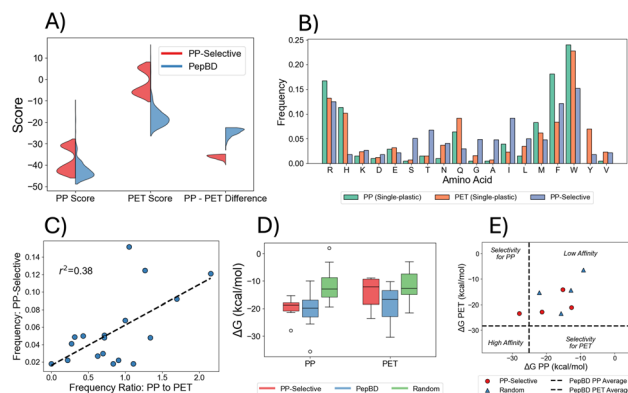 A)
Score
10
0
−10
−20
−30
−40
−50
PP-Selective
PepBD
PP Score
PET Score
PP - PET Difference
B)
Frequency
0.25
0.20
0.15
0.10
0.05
0.00
R H K D E S T N Q G A I L M F W Y V
Amino Acid
PP (Single-plastic)
PET (Single-plastic)
PP-Selective
C)
Frequency: PP-Selective
0.16
0.14
0.12
0.10
0.08
0.06
0.04
0.02
r²=0.38
0.0 0.5 1.0 1.5 2.0
Frequency Ratio: PP to PET
D)
ΔG (kcal/mol)
0
−10
−20
−30
PP
PET
PP-Selective
PepBD
Random
E)
ΔG PET (kcal/mol)
0
−10
−20
−30
−40
Selectivity
for PP
Low Affinity
High Affinity
Selectivity
for PET
−30
−20
−10
0
ΔG PP (kcal/mol)
PP-Selective
Random
PepBD PP Average
PepBD PET Average